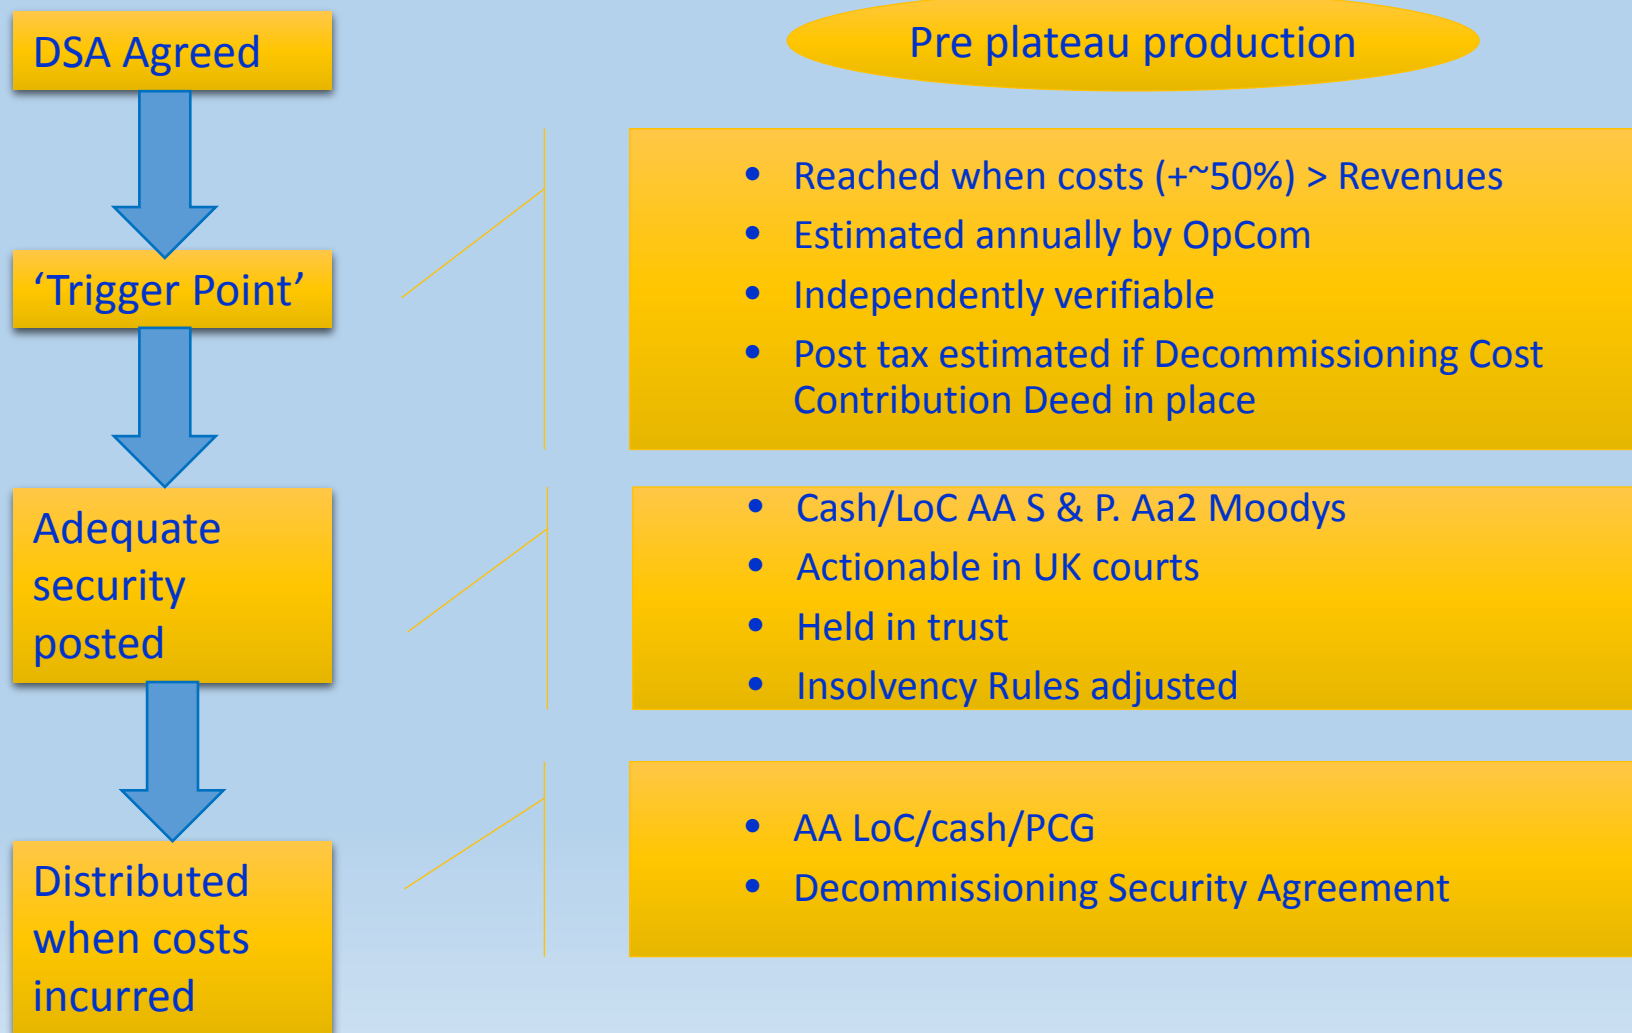 DSA Agreed
Pre plateau production
• Reached when costs (+~50%) > Revenues
• Estimated annually by OpCom
‘Trigger Point’
• Independently verifiable
• Post tax estimated if Decommissioning Cost
Contribution Deed in place
Adequate
security
posted
• Cash/LoC AA S & P. Aa2 Moodys
• Actionable in UK courts
• Held in trust
• Insolvency Rules adjusted
Distributed
when costs
incurred
• AA LoC/cash/PCG
• Decommissioning Security Agreement